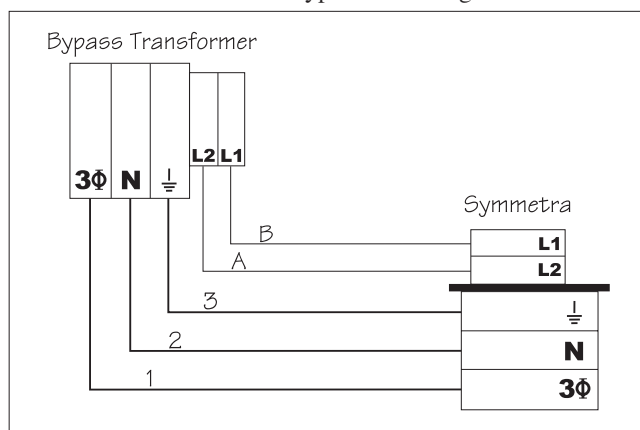 Bypass Transformer
L2 L1
3Φ N ⏚
Symmetra
B
L1
A
L2
3
⏚
2
N
1
3Φ